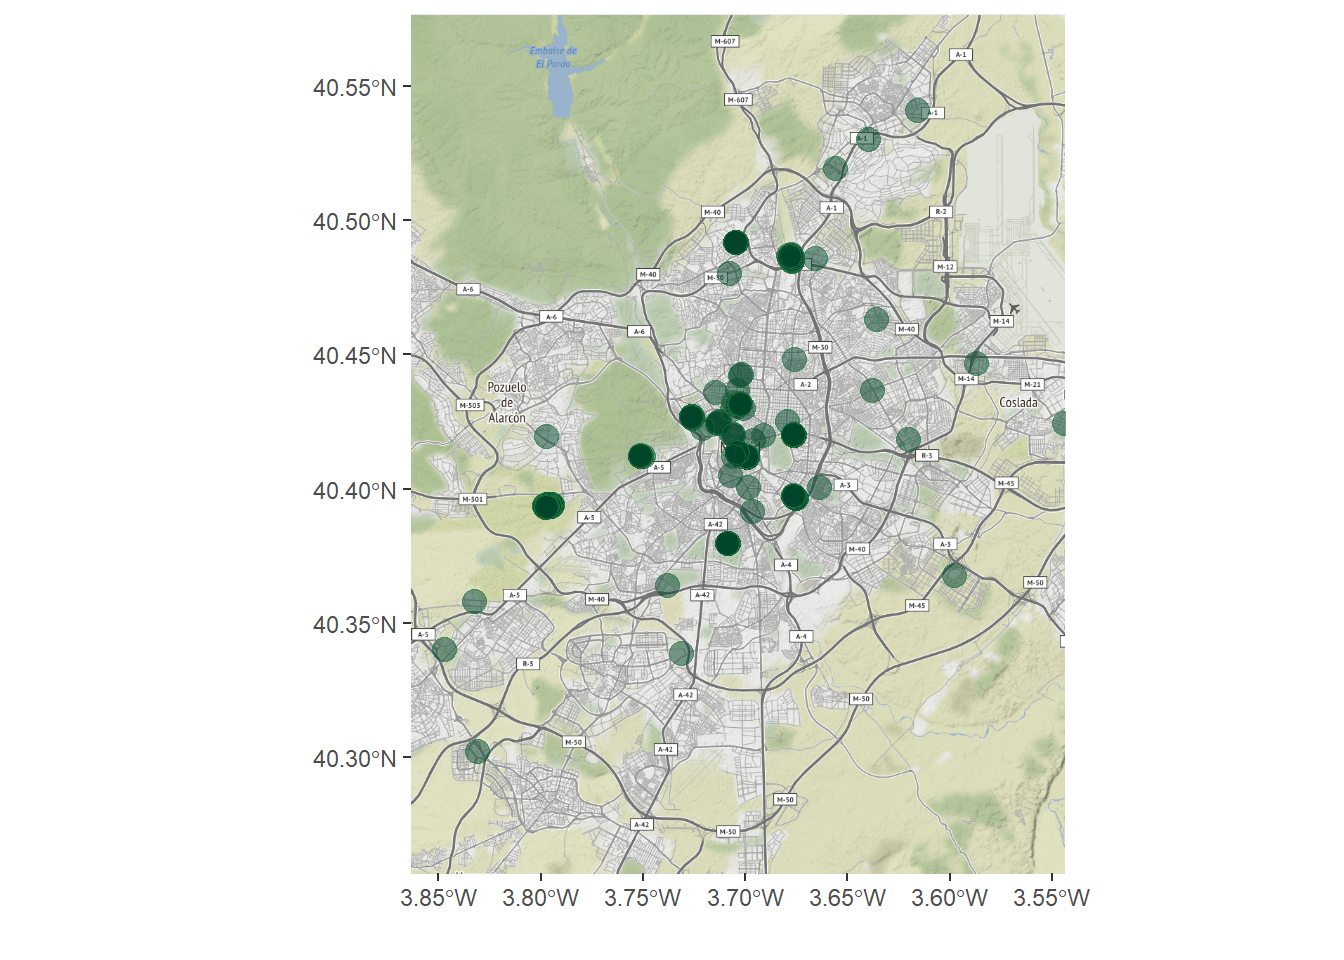 M-607
A-1
Embalse de
El Pardo
40.55°N
M-607
A-1
A-1
M-40
A-1
R-2
40.50°N
M-40
M-30
M-12
A-6
A-6
A-6
M-40
M-14
40.45°N
M-30
Pozuelo
de
Alarcón
A-2
M-14
M-21
M-503
Coslada
A-5
R-3
40.40°N
M-501
A-3
M-45
A-5
A-42
M-40
A-3
A-4
M-50
A-5
M-40
A-42
M-45
40.35°N
A-5
A-4
R-5
A-42
M-50
M-50
A-42
40.30°N
M-50
A-42
M-50
3.85°W 3.80°W 3.75°W 3.70°W 3.65°W 3.60°W 3.55°W